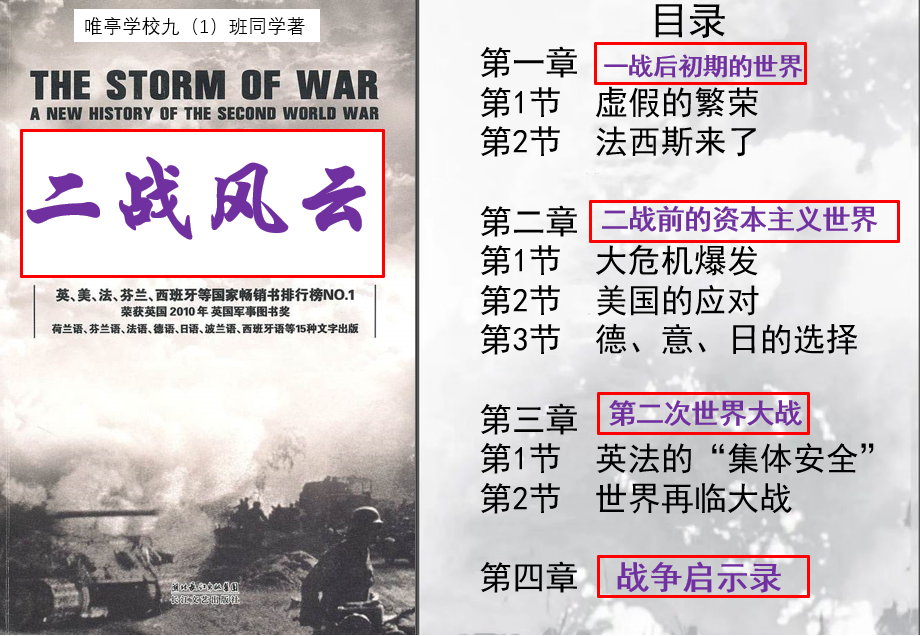 唯亭学校九（1）班同学著
THE STORM OF WAR
A NEW HISTORY OF THE SECOND WORLD WAR
二战风云
英、美、法、芬兰、西班牙等国家畅销书排行榜NO.1
荣获英国 2010 年 英国军事图书奖
荷兰语、芬兰语、法语、德语、日语、波兰语、西班牙语等15种文字出版
长江文艺出版社
目录
第一章 一战后初期的世界
第1节 虚假的繁荣
第2节 法西斯来了
第二章 二战前的资本主义世界
第1节 大危机爆发
第2节 美国的应对
第3节 德、意、日的选择
第三章 第二次世界大战
第1节 英法的“集体安全”
第2节 世界再临大战
第四章 战争启示录